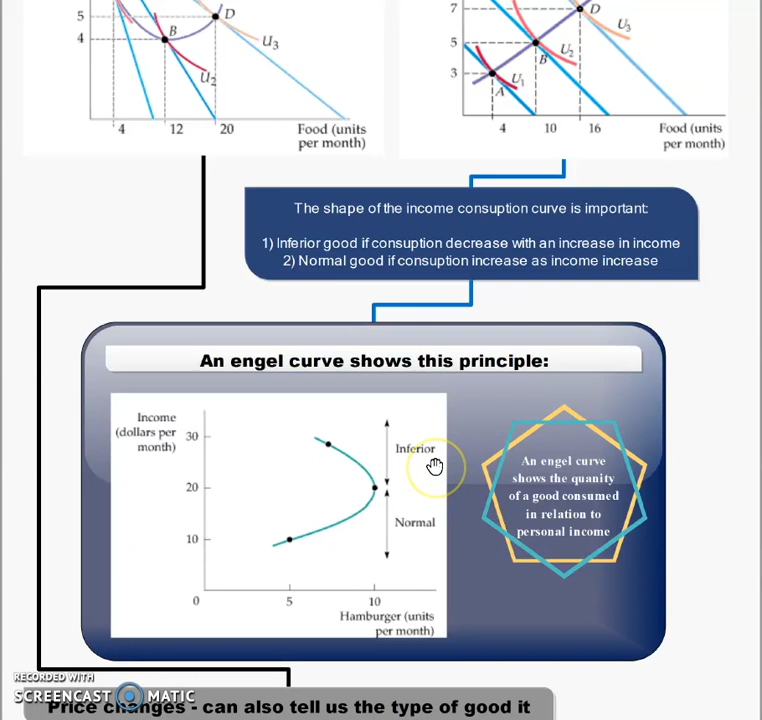 5
D
4
B
U3
U2
4
12
20
Food (units
per month)
7
D
U3
5
U2
B
3
U1
A
4
10
16
Food (units
per month)
The shape of the income consuption curve is important:
1) Inferior good if consuption decrease with an increase in income
2) Normal good if consuption increase as income increase
An engel curve shows this principle:
Income
(dollars per
month)
30
20
10
0
5
10
Hamburger (units
per month)
Inferior
Normal
An engel curve
shows the quanity
of a good consumed
in relation to
personal income
RECORDED WITH
SCREENCAST MATIC
Price changes - can also tell us the type of good it